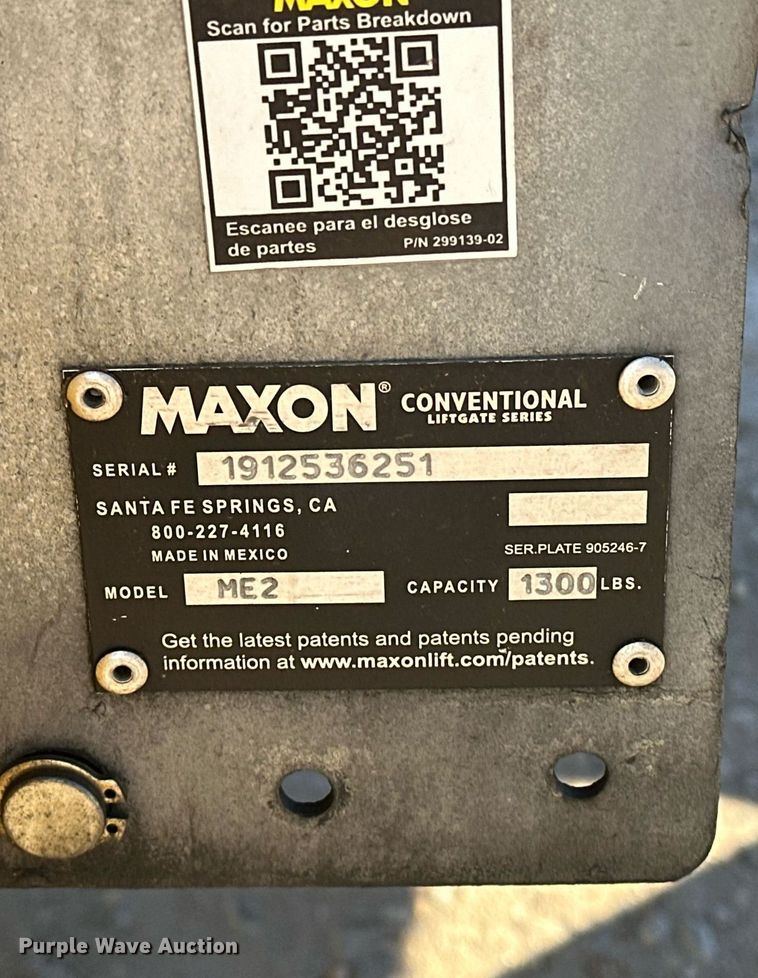 MAXON
Scan for Parts Breakdown
Escanee para el desglose
de partes
P/N 299139-02
MAXON® CONVENTIONAL
LIFTGATE SERIES
SERIAL # 1912536251
SANTA FE SPRINGS, CA
800-227-4116
MADE IN MEXICO
SER.PLATE 905246-7
MODEL ME2 CAPACITY 1300 LBS.
Get the latest patents and patents pending
information at www.maxonlift.com/patents.
Purple Wave Auction